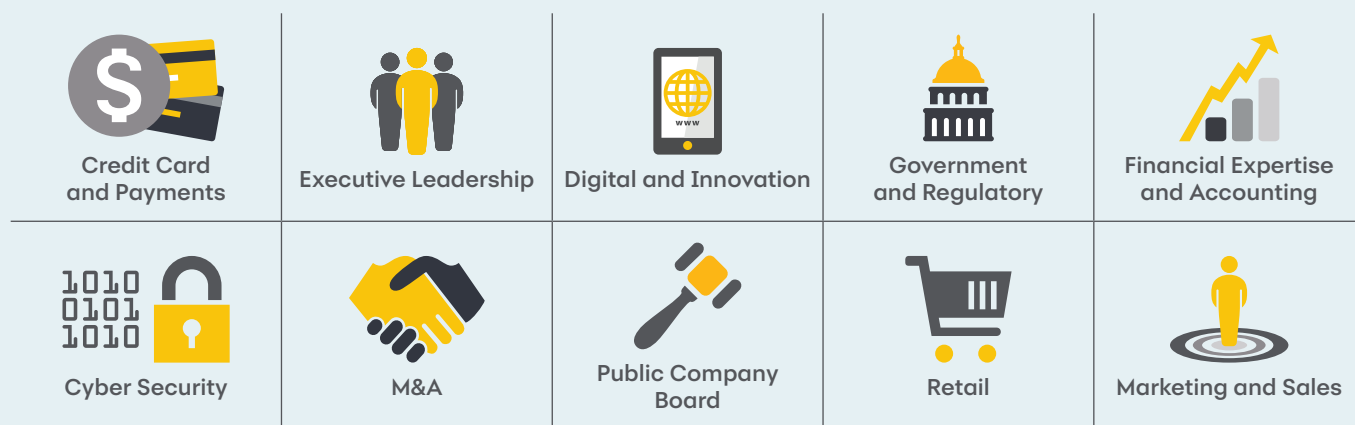 $
Credit Card
and Payments
Executive Leadership
www
Digital and Innovation
Government
and Regulatory
Financial Expertise
and Accounting
1010
0101
1010
Cyber Security
M&A
Public Company
Board
Retail
Marketing and Sales